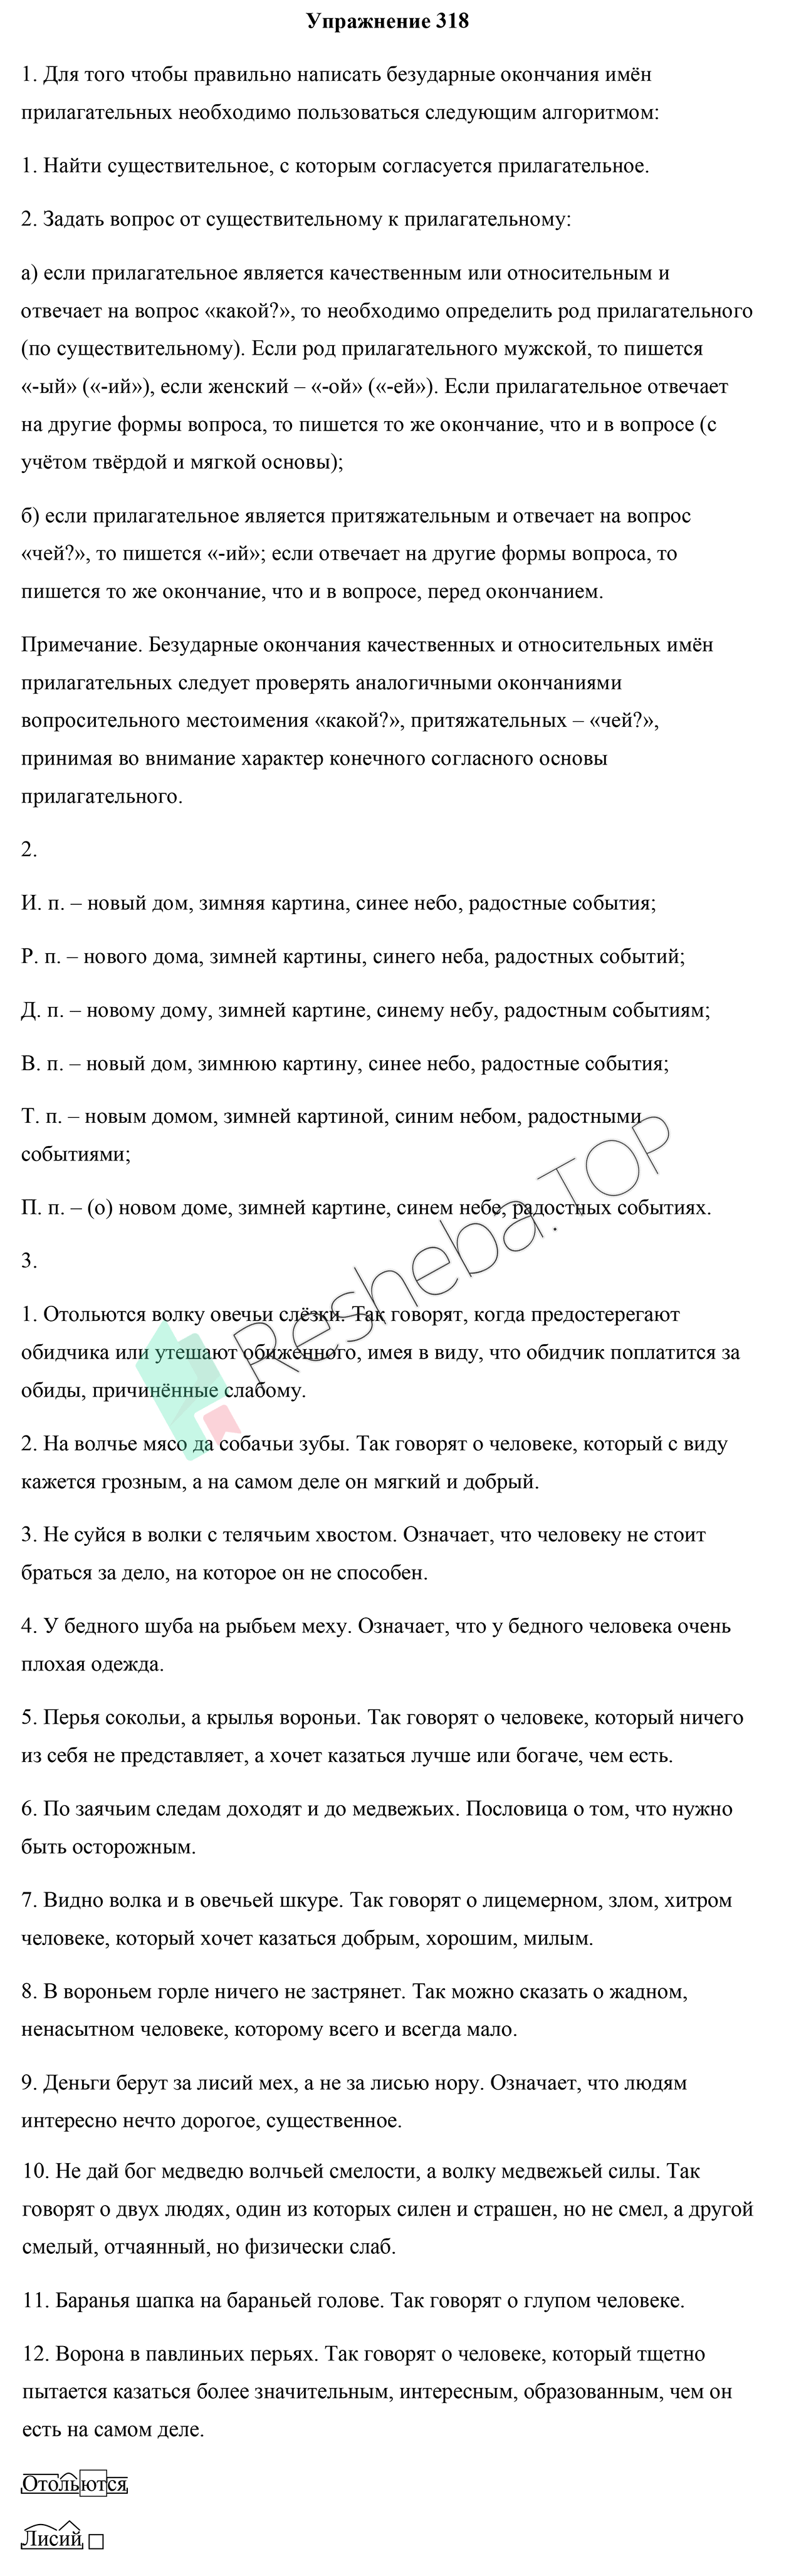 Упражнение 318
1. Для того чтобы правильно написать безударные окончания имён
прилагательных необходимо пользоваться следующим алгоритмом:
1. Найти существительное, с которым согласуется прилагательное.
2. Задать вопрос от существительному к прилагательному:
а) если прилагательное является качественным или относительным и
отвечает на вопрос «какой?», то необходимо определить род прилагательного
(по существительному). Если род прилагательного мужской, то пишется
«-ый» («-ий»), если женский – «-ой» («-ей»). Если прилагательное отвечает
на другие формы вопроса, то пишется то же окончание, что и в вопросе (с
учётом твёрдой и мягкой основы);
б) если прилагательное является притяжательным и отвечает на вопрос
«чей?», то пишется «-ий»; если отвечает на другие формы вопроса, то
пишется то же окончание, что и в вопросе, перед окончанием.
Примечание. Безударные окончания качественных и относительных имён
прилагательных следует проверять аналогичными окончаниями
вопросительного местоимения «какой?», притяжательных – «чей?»,
принимая во внимание характер конечного согласного основы
прилагательного.
2.
И. п. – новый дом, зимняя картина, синее небо, радостные события;
Р. п. – нового дома, зимней картины, синего неба, радостных событий;
Д. п. – новому дому, зимней картине, синему небу, радостным событиям;
В. п. – новый дом, зимнюю картину, синее небо, радостные события;
Т. п. – новым домом, зимней картиной, синим небом, радостными
событиями;
П. п. – (о) новом доме, зимней картине, синем небе, радостных событиях.
3.
1. Отольются волку овечьи слёзки. Так говорят, когда предостерегают
обидчика или утешают обиженного, имея в виду, что обидчик поплатится за
обиды, причинённые слабому.
2. На волчье мясо да собачьи зубы. Так говорят о человеке, который с виду
кажется грозным, а на самом деле он мягкий и добрый.
3. Не суйся в волки с телячьим хвостом. Означает, что человеку не стоит
браться за дело, на которое он не способен.
4. У бедного шуба на рыбьем меху. Означает, что у бедного человека очень
плохая одежда.
5. Перья сокольи, а крылья вороньи. Так говорят о человеке, который ничего
из себя не представляет, а хочет казаться лучше или богаче, чем есть.
6. По заячьим следам доходят и до медвежьих. Пословица о том, что нужно
быть осторожным.
7. Видно волка и в овечьей шкуре. Так говорят о лицемерном, злом, хитром
человеке, который хочет казаться добрым, хорошим, милым.
8. В вороньем горле ничего не застрянет. Так можно сказать о жадном,
ненасытном человеке, которому всего и всегда мало.
9. Деньги берут за лисий мех, а не за лисью нору. Означает, что людям
интересно нечто дорогое, существенное.
10. Не дай бог медведю волчьей смелости, а волку медвежьей силы. Так
говорят о двух людях, один из которых силен и страшен, но не смел, а другой
смелый, отчаянный, но физически слаб.
11. Баранья шапка на бараньей голове. Так говорят о глупом человеке.
12. Ворона в павлиньих перьях. Так говорят о человеке, который тщетно
пытается казаться более значительным, интересным, образованным, чем он
есть на самом деле.
Отольются
Лисий
Resheba.TOP